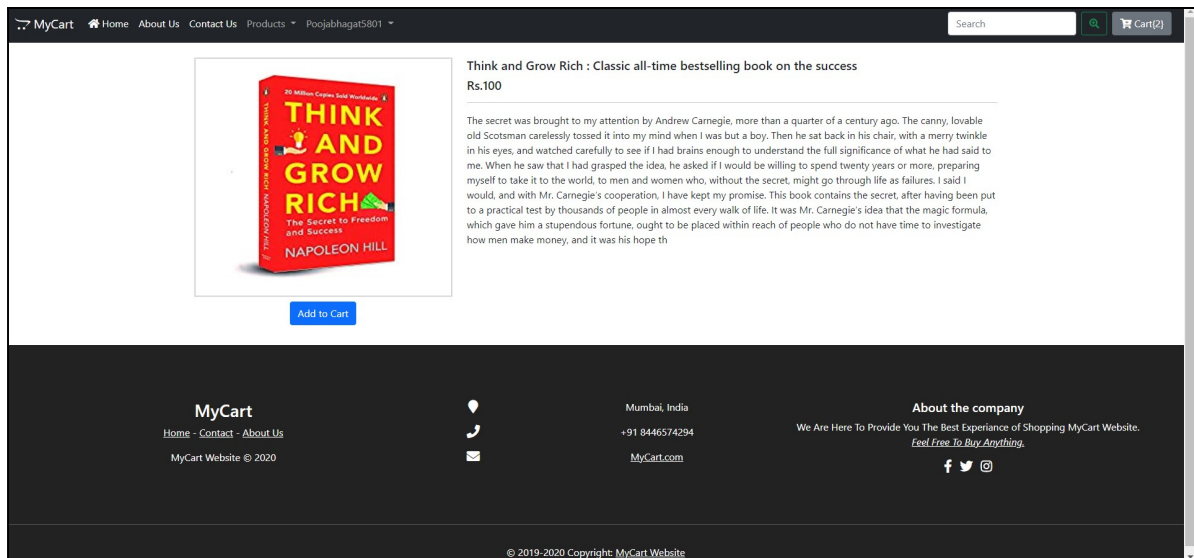 MyCart Home About Us Contact Us Products Poojabhagat5801 Search Cart(2)
20 Million Copies Sold Worldwide
THINK
AND
GROW
RICH
The Secret to Freedom
and Success
NAPOLEON HILL
THINK AND GROW RICH NAPOLEON HILL
Add to Cart
Think and Grow Rich : Classic all-time bestselling book on the success
Rs.100
The secret was brought to my attention by Andrew Carnegie, more than a quarter of a century ago. The canny, lovable
old Scotsman carelessly tossed it into my mind when I was but a boy. Then he sat back in his chair, with a merry twinkle
in his eyes, and watched carefully to see if I had brains enough to understand the full significance of what he had said to
me. When he saw that I had grasped the idea, he asked if I would be willing to spend twenty years or more, preparing
myself to take it to the world, to men and women who, without the secret, might go through life as failures. I said I
would, and with Mr. Carnegie's cooperation, I have kept my promise. This book contains the secret, after having been put
to a practical test by thousands of people in almost every walk of life. It was Mr. Carnegie's idea that the magic formula,
which gave him a stupendous fortune, ought to be placed within reach of people who do not have time to investigate
how men make money, and it was his hope th
MyCart
Home - Contact - About Us
MyCart Website © 2020
Mumbai, India
+91 8446574294
MyCart.com
About the company
We Are Here To Provide You The Best Experiance of Shopping MyCart Website.
Feel Free To Buy Anything.
© 2019-2020 Copyright: MyCart Website